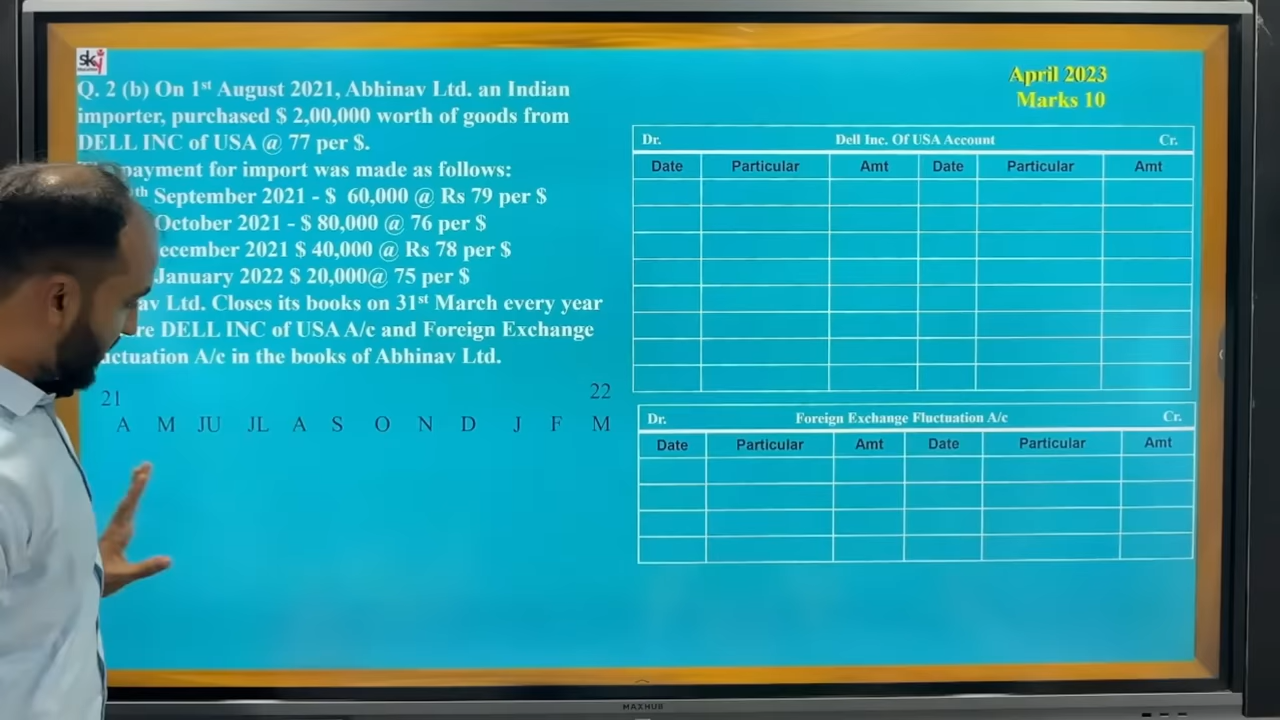 sk
Q. 2 (b) On 1st August 2021, Abhinav Ltd. an Indian
importer, purchased $ 2,00,000 worth of goods from
DELL INC of USA @ 77 per $.
payment for import was made as follows:
th September 2021 - $ 60,000 @ Rs 79 per $
October 2021 - $ 80,000 @ 76 per $
ecember 2021 $ 40,000 @ Rs 78 per $
January 2022 $ 20,000@ 75 per $
av Ltd. Closes its books on 31st March every year
re DELL INC of USA A/c and Foreign Exchange
uctuation A/c in the books of Abhinav Ltd.
21 22
A M JU JL A S O N D J F M
April 2023
Marks 10
Dr. Dell Inc. Of USA Account Cr.
Date Particular Amt Date Particular Amt
Dr. Foreign Exchange Fluctuation A/c Cr.
Date Particular Amt Date Particular Amt
MAXHUB